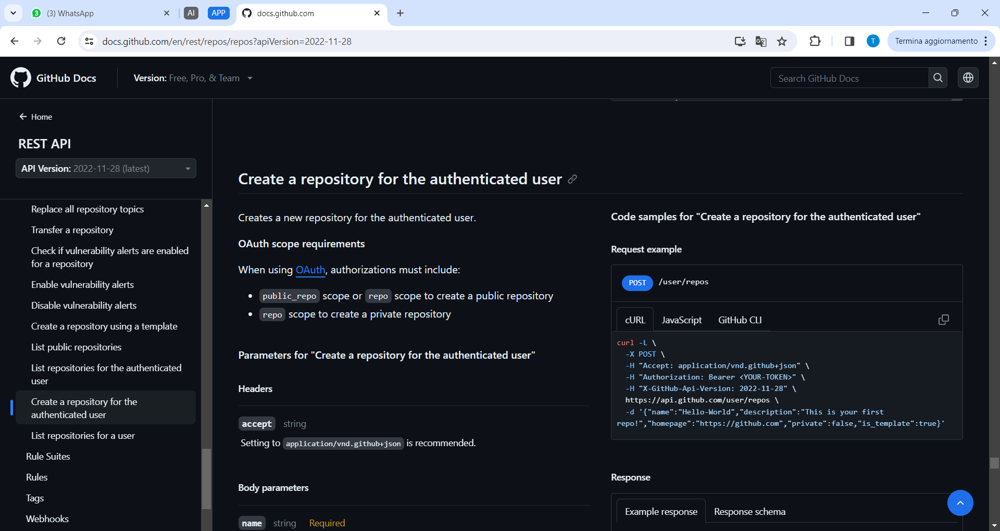 3
(3) WhatsApp
AI
APP
docs.github.com
docs.github.com/en/rest/repos/repos?apiVersion=2022-11-28
T
Termina aggiornamento
GitHub Docs
Version: Free, Pro, & Team
Search GitHub Docs
Home
REST API
API Version: 2022-11-28 (latest)
Replace all repository topics
Transfer a repository
Check if vulnerability alerts are enabled
for a repository
Enable vulnerability alerts
Disable vulnerability alerts
Create a repository using a template
List public repositories
List repositories for the authenticated
user
Create a repository for the
authenticated user
List repositories for a user
Rule Suites
Rules
Tags
Webhooks
Create a repository for the authenticated user
Creates a new repository for the authenticated user.
OAuth scope requirements
When using OAuth, authorizations must include:
• public_repo scope or repo scope to create a public repository
• repo scope to create a private repository
Parameters for "Create a repository for the authenticated user"
Headers
accept string
Setting to application/vnd.github+json is recommended.
Body parameters
name string Required
Code samples for "Create a repository for the authenticated user"
Request example
POST /user/repos
cURL JavaScript GitHub CLI
curl -L \
-X POST \
-H "Accept: application/vnd.github+json" \
-H "Authorization: Bearer <YOUR-TOKEN>" \
-H "X-GitHub-Api-Version: 2022-11-28" \
https://api.github.com/user/repos \
-d '{"name":"Hello-World","description":"This is your first
repo!","homepage":"https://github.com","private":false,"is_template":true}'
Response
Example response Response schema